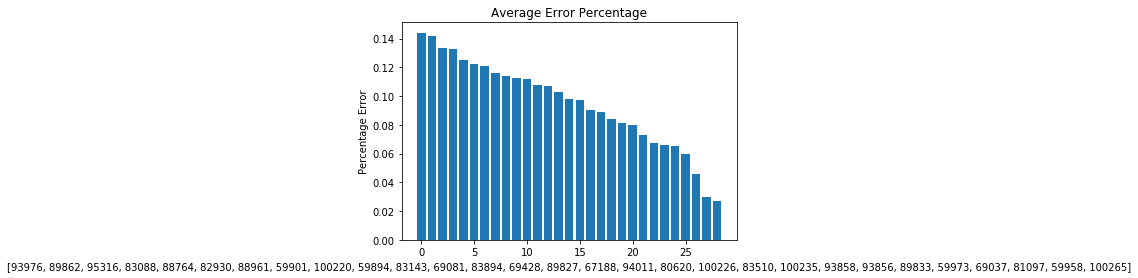 Average Error Percentage
Percentage Error
0.14
0.12
0.10
0.08
0.06
0.04
0.02
0.00
0 5 10 15 20 25
[93976, 89862, 95316, 83088, 88764, 82930, 88961, 59901, 100220, 59894, 83143, 69081, 83894, 69428, 89827, 67188, 94011, 80620, 100226, 83510, 100235, 93858, 93856, 89833, 59973, 69037, 81097, 59958, 100265]